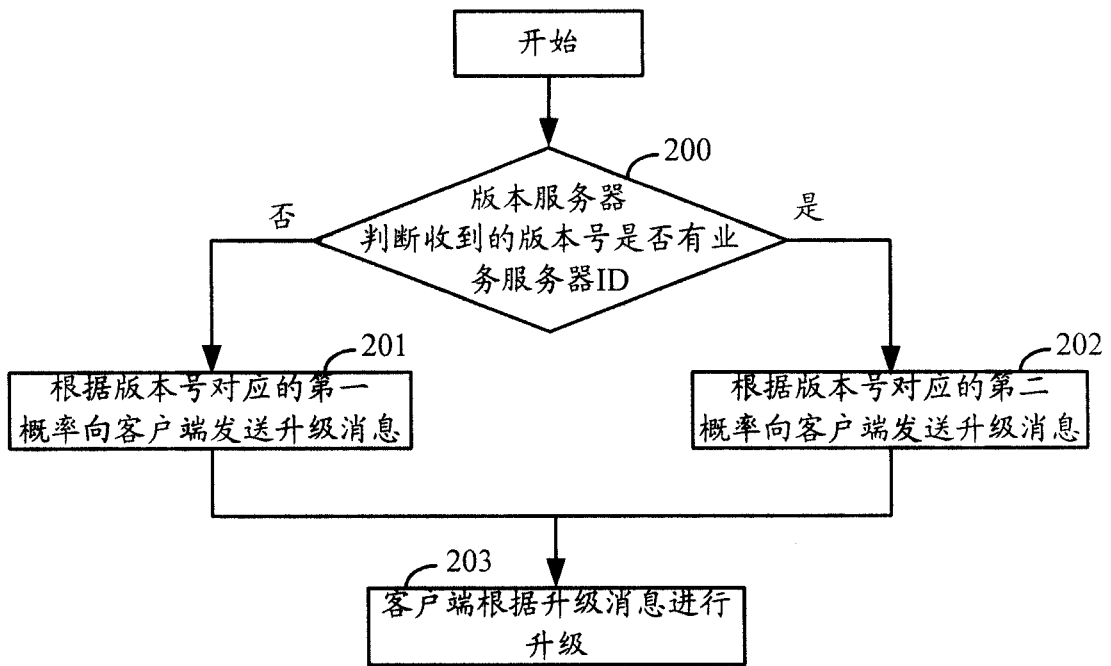 开始
200
版本服务器
判断收到的版本号是否有业
务服务器ID
否
是
201
根据版本号对应的第一
概率向客户端发送升级消息
202
根据版本号对应的第二
概率向客户端发送升级消息
203
客户端根据升级消息进行
升级